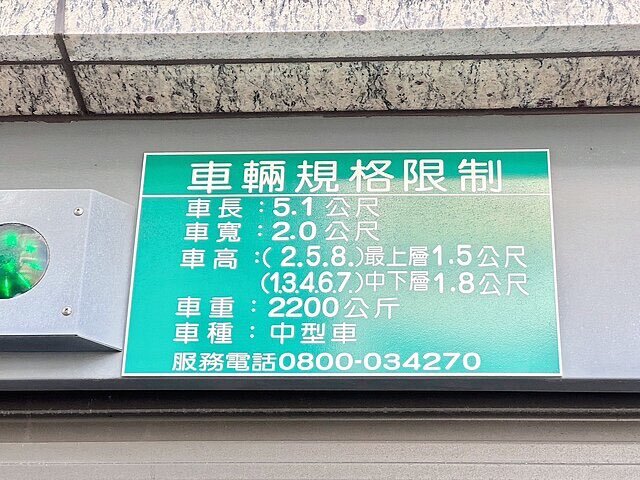 車輛規格限制
車長：5.1公尺
車寬：2.0公尺
車高：(2.5.8.)最上層1.5公尺
(1.3.4.6.7.)中下層1.8公尺
車重：2200公斤
車種：中型車
服務電話0800-034270